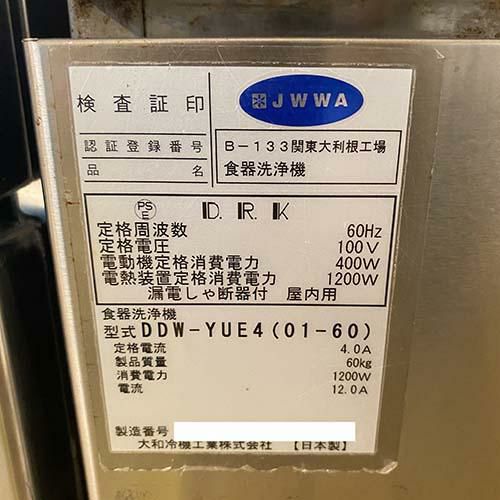 検査証印
JWWA
認証登録番号 B-133関東大利根工場
品名 食器洗浄機
PSE D.R.K
定格周波数 60Hz
定格電圧 100V
電動機定格消費電力 400W
電熱装置定格消費電力 1200W
漏電しゃ断器付 屋内用
食器洗浄機
型式 DDW-YUE4(01-60)
定格電流 4.0A
製品質量 60kg
消費電力 1200W
電流 12.0A
製造番号
大和冷機工業株式会社 【日本製】